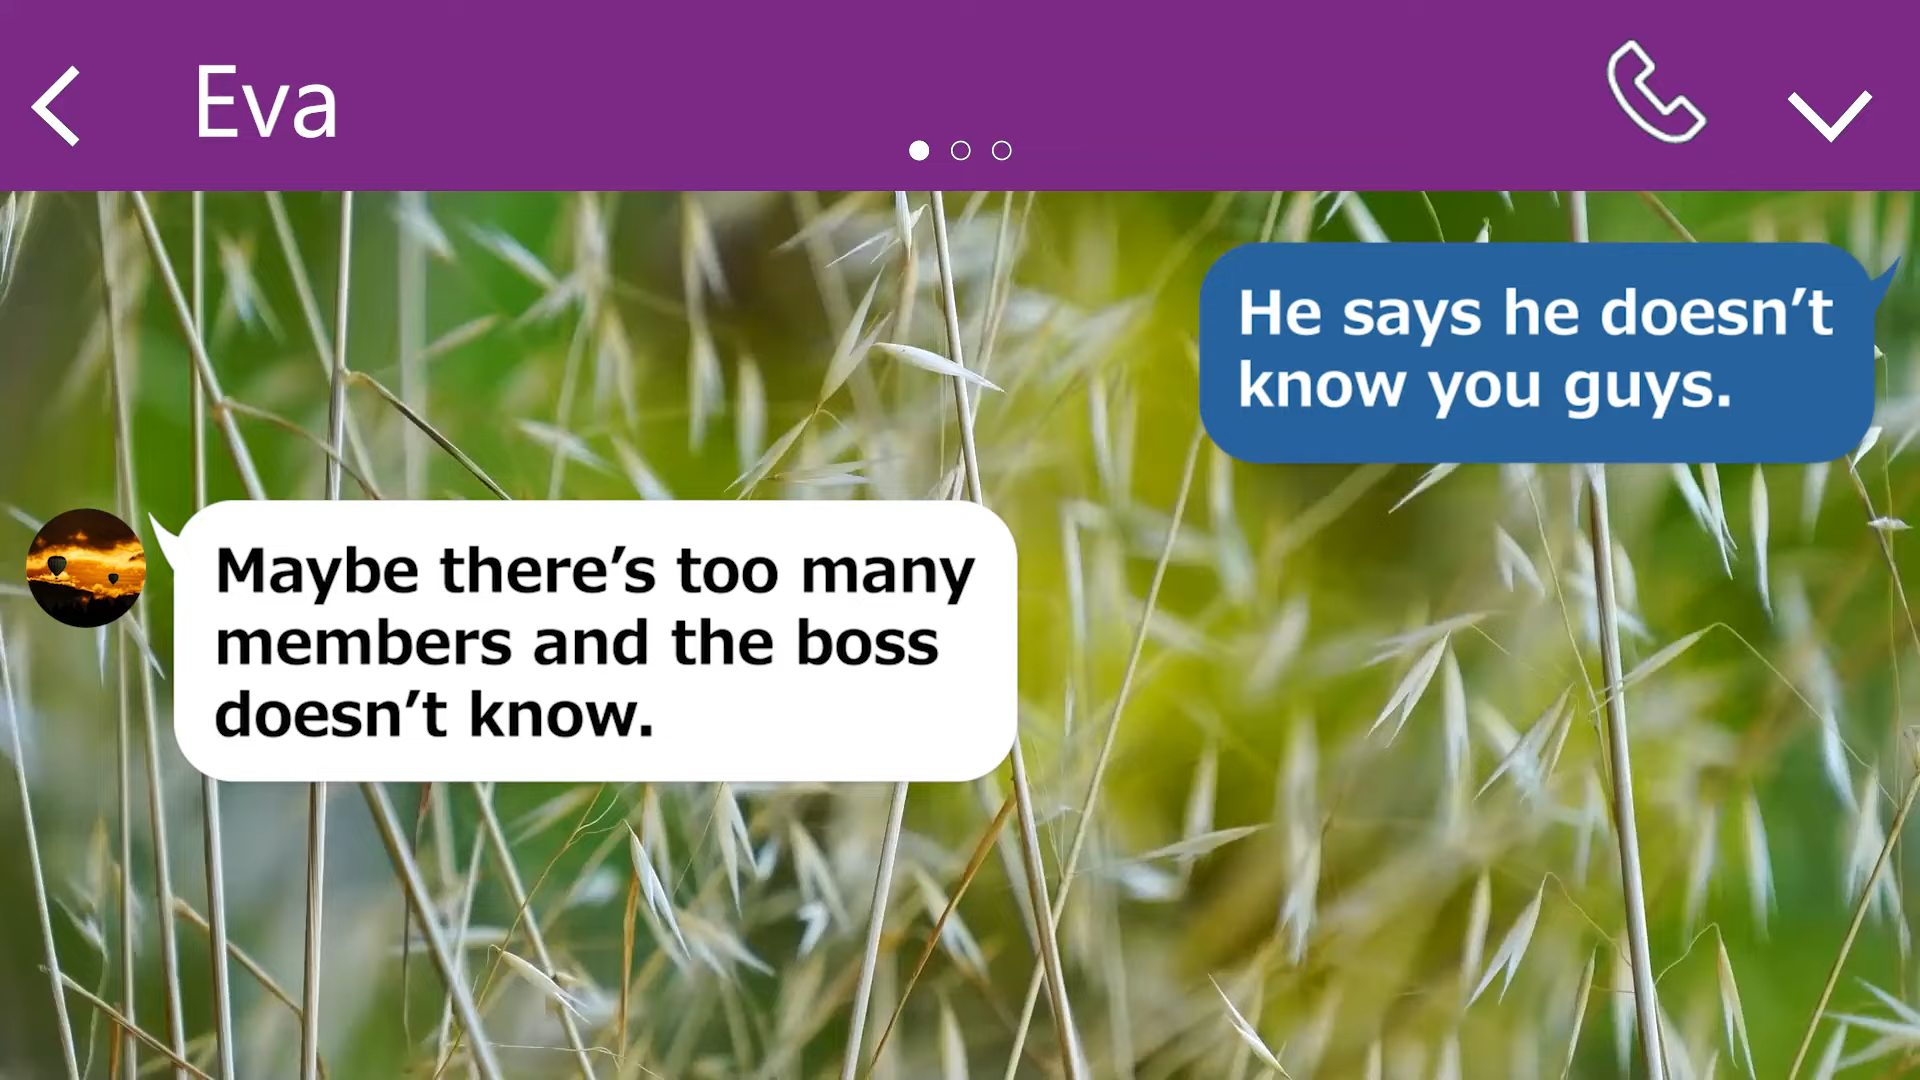 Eva
He says he doesn’t
know you guys.
Maybe there’s too many
members and the boss
doesn’t know.